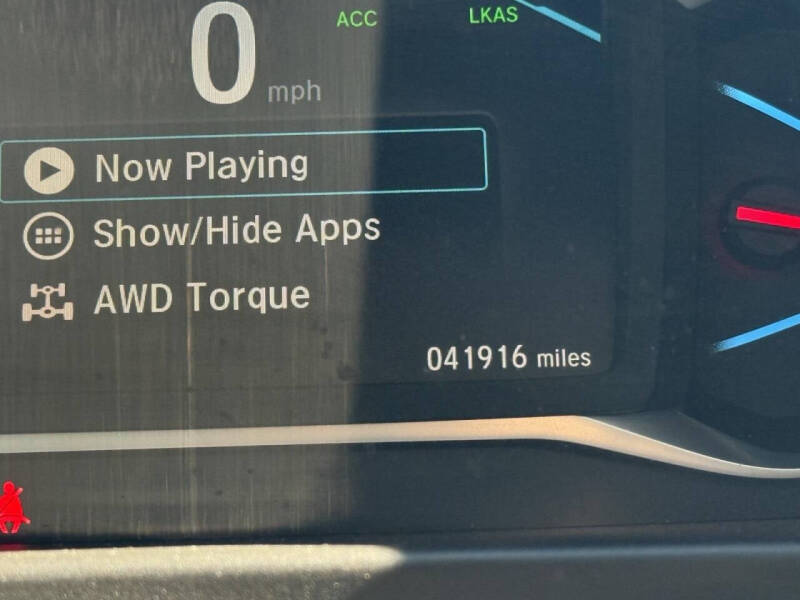 ACC LKAS
0 mph
Now Playing
Show/Hide Apps
AWD Torque
041916 miles